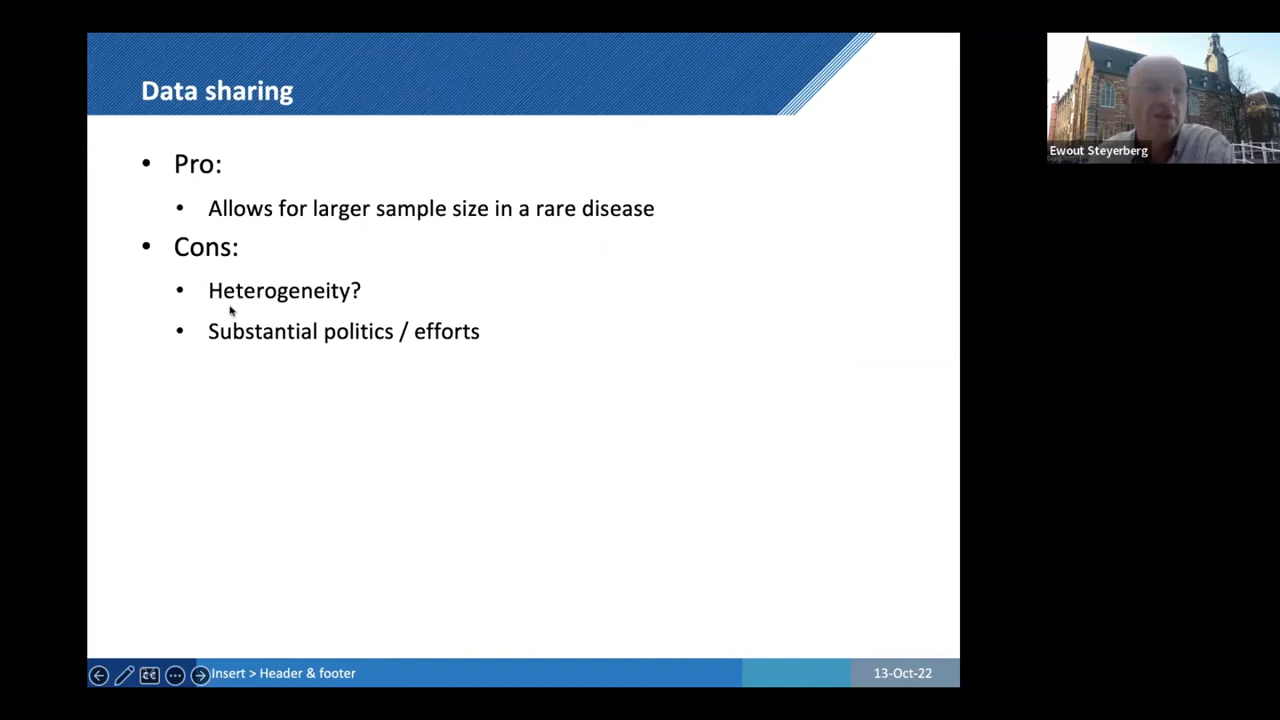 Data sharing
• Pro:
• Allows for larger sample size in a rare disease
• Cons:
• Heterogeneity?
• Substantial politics / efforts
Ewout Steyerberg
Insert > Header & footer
13-Oct-22